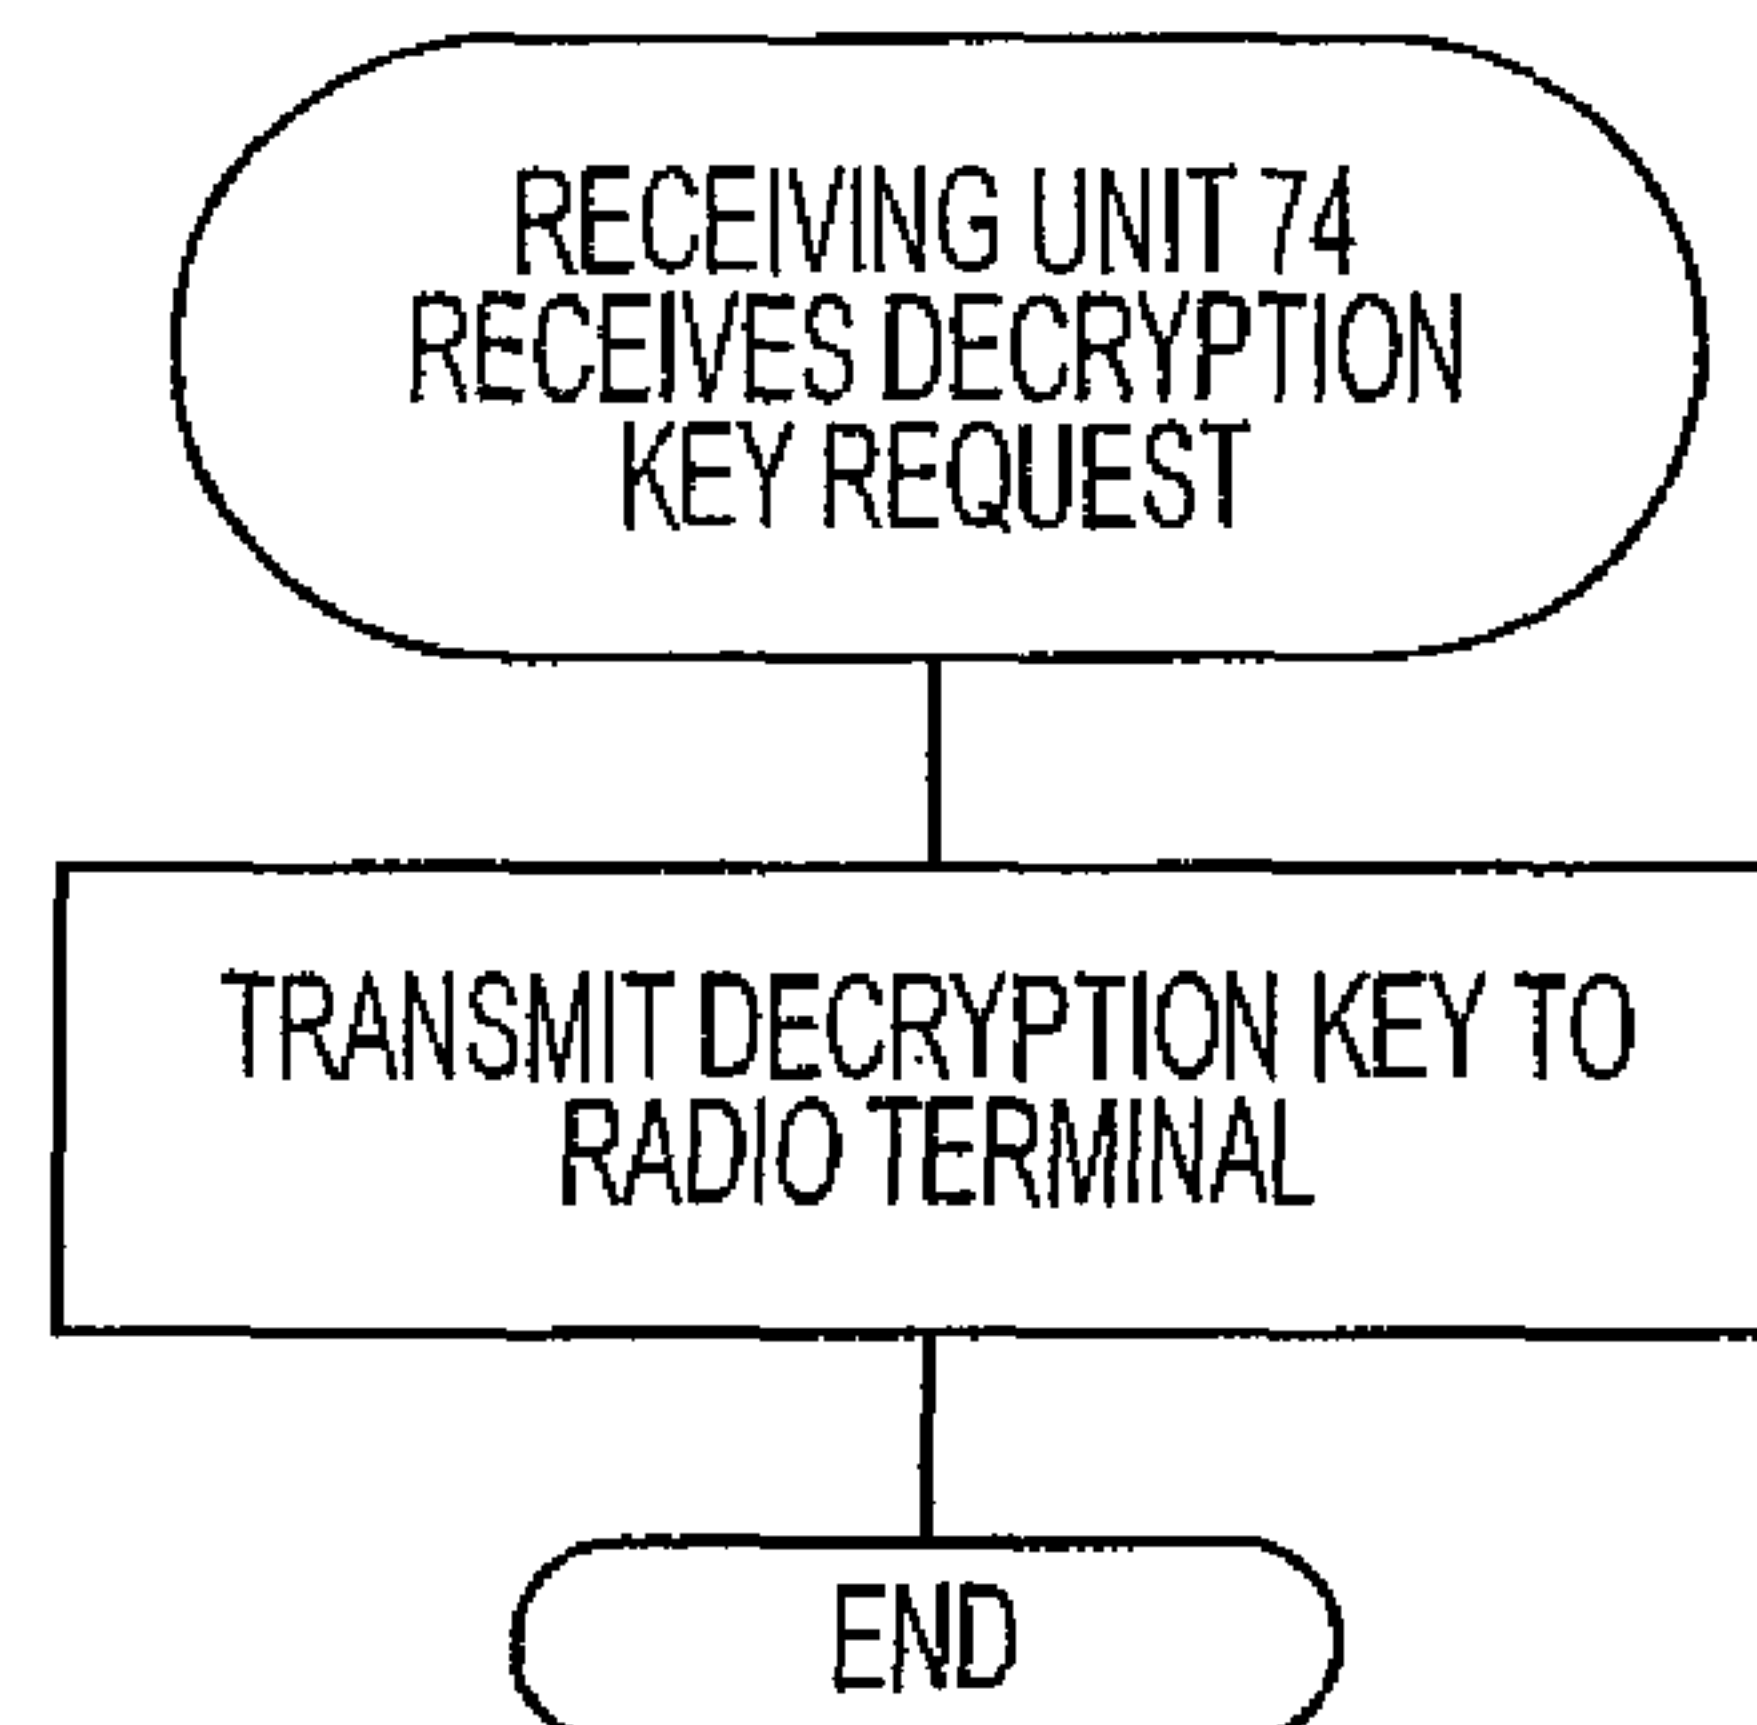 RECEIVING UNIT 74
RECEIVES DECRYPTION
KEY REQUEST
TRANSMIT DECRYPTION KEY TO
RADIO TERMINAL
END